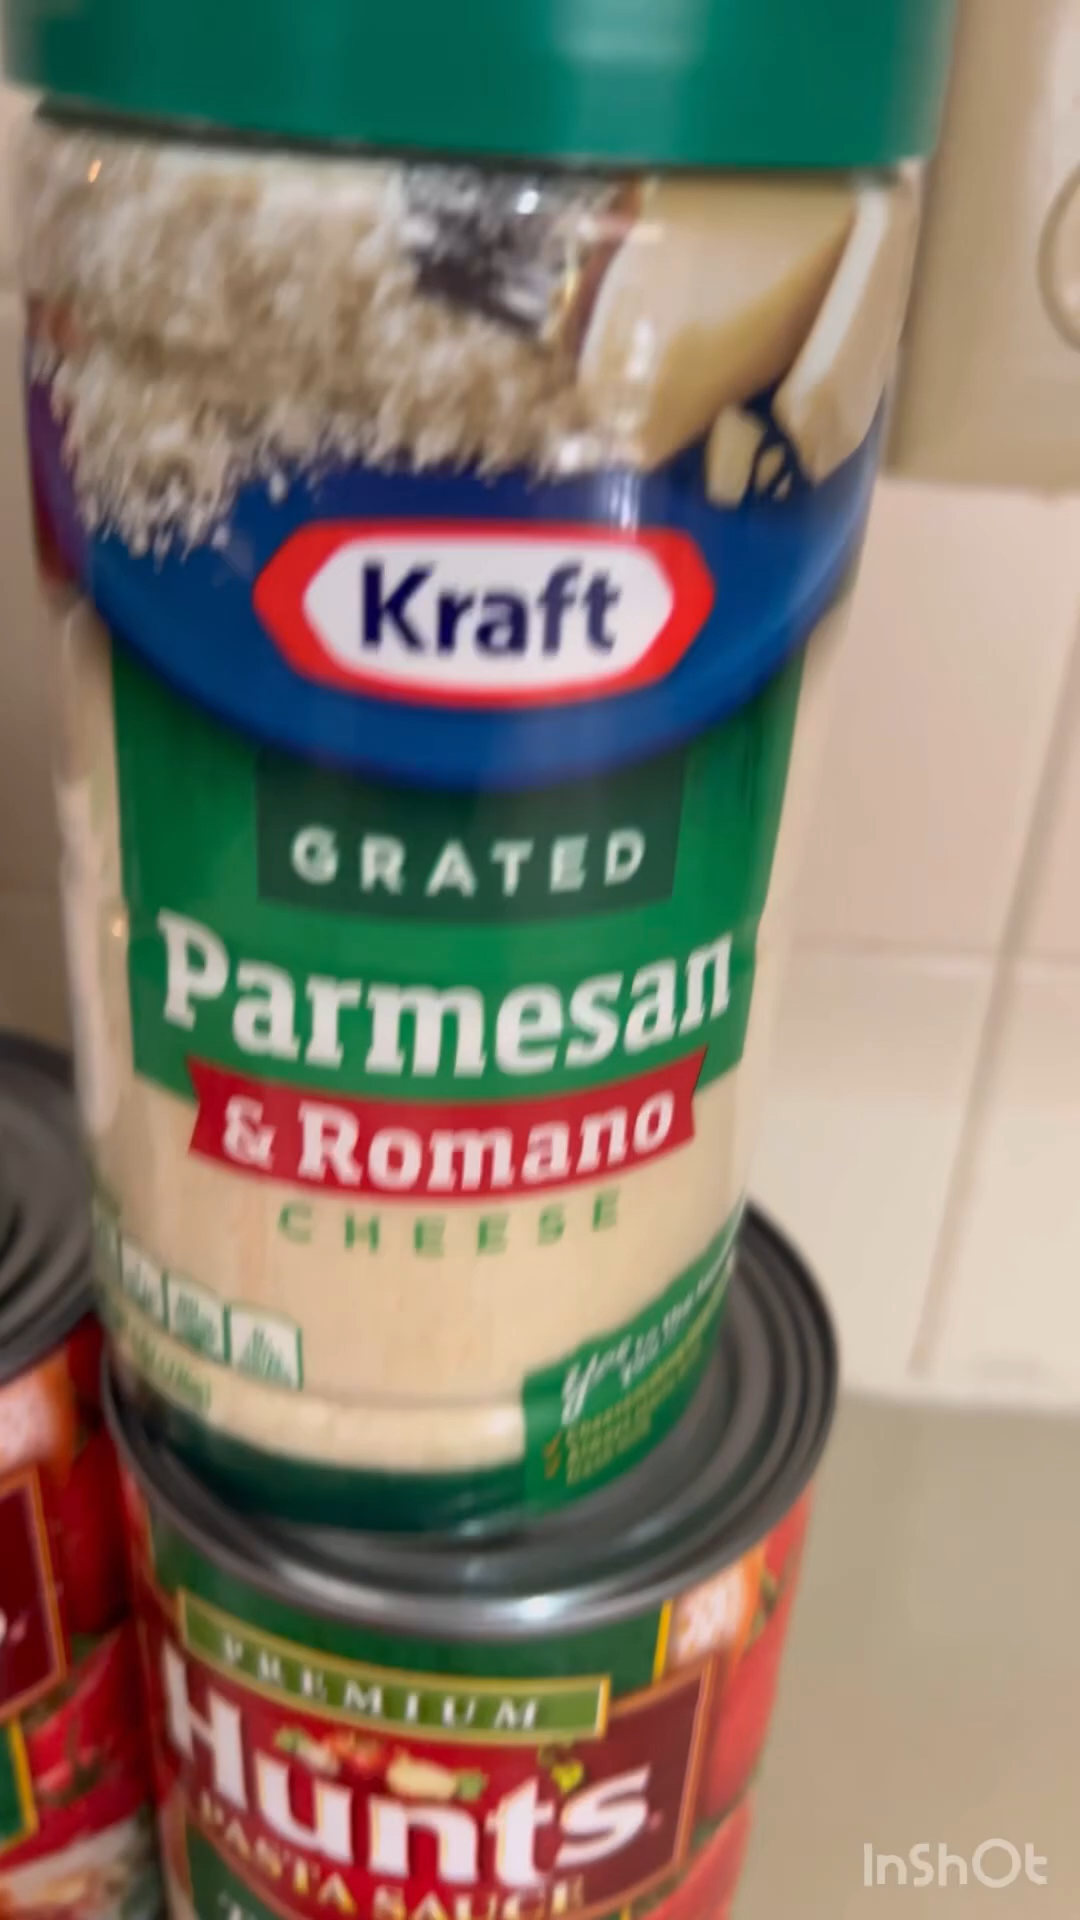 Kraft
GRATED
Parmesan
& Romano
CHEESE
PREMIUM
Hunt's
PASTA SAUCE
InShOt